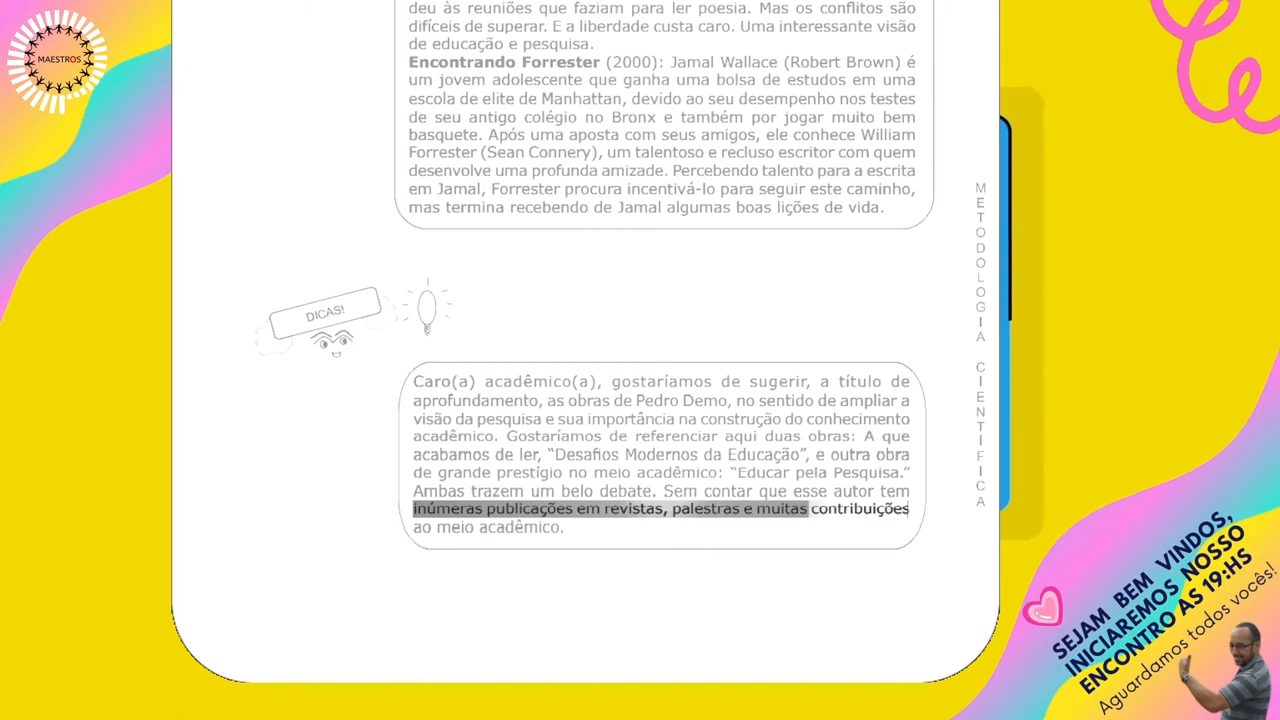 MAESTROS
deu às reuniões que faziam para ler poesia. Mas os conflitos são
difíceis de superar. E a liberdade custa caro. Uma interessante visão
de educação e pesquisa.
Encontrando Forrester (2000): Jamal Wallace (Robert Brown) é
um jovem adolescente que ganha uma bolsa de estudos em uma
escola de elite de Manhattan, devido ao seu desempenho nos testes
de seu antigo colégio no Bronx e também por jogar muito bem
basquete. Após uma aposta com seus amigos, ele conhece William
Forrester (Sean Connery), um talentoso e recluso escritor com quem
desenvolve uma profunda amizade. Percebendo talento para a escrita
em Jamal, Forrester procura incentivá-lo para seguir este caminho,
mas termina recebendo de Jamal algumas boas lições de vida.
METODOLOGIA CIENTIFICA
DICAS!
Caro(a) acadêmico(a), gostaríamos de sugerir, a título de
aprofundamento, as obras de Pedro Demo, no sentido de ampliar a
visão da pesquisa e sua importância na construção do conhecimento
acadêmico. Gostaríamos de referenciar aqui duas obras: A que
acabamos de ler, “Desafios Modernos da Educação”, e outra obra
de grande prestígio no meio acadêmico: “Educar pela Pesquisa.”
Ambas trazem um belo debate. Sem contar que esse autor tem
inúmeras publicações em revistas, palestras e muitas contribuições
ao meio acadêmico.
SEJAM BEM VINDOS,
INICIAREMOS NOSSO
ENCONTRO AS 19:HS
Aguardamos todos vocês!